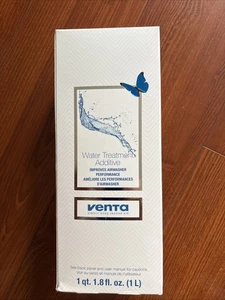 Water Treatment
Additive
IMPROVES AIRWASHER
PERFORMANCE
AMÉLIORE LES PERFORMANCES
D'AIRWASHER
venta
1 qt. 1.8 fl. oz. (1 L)